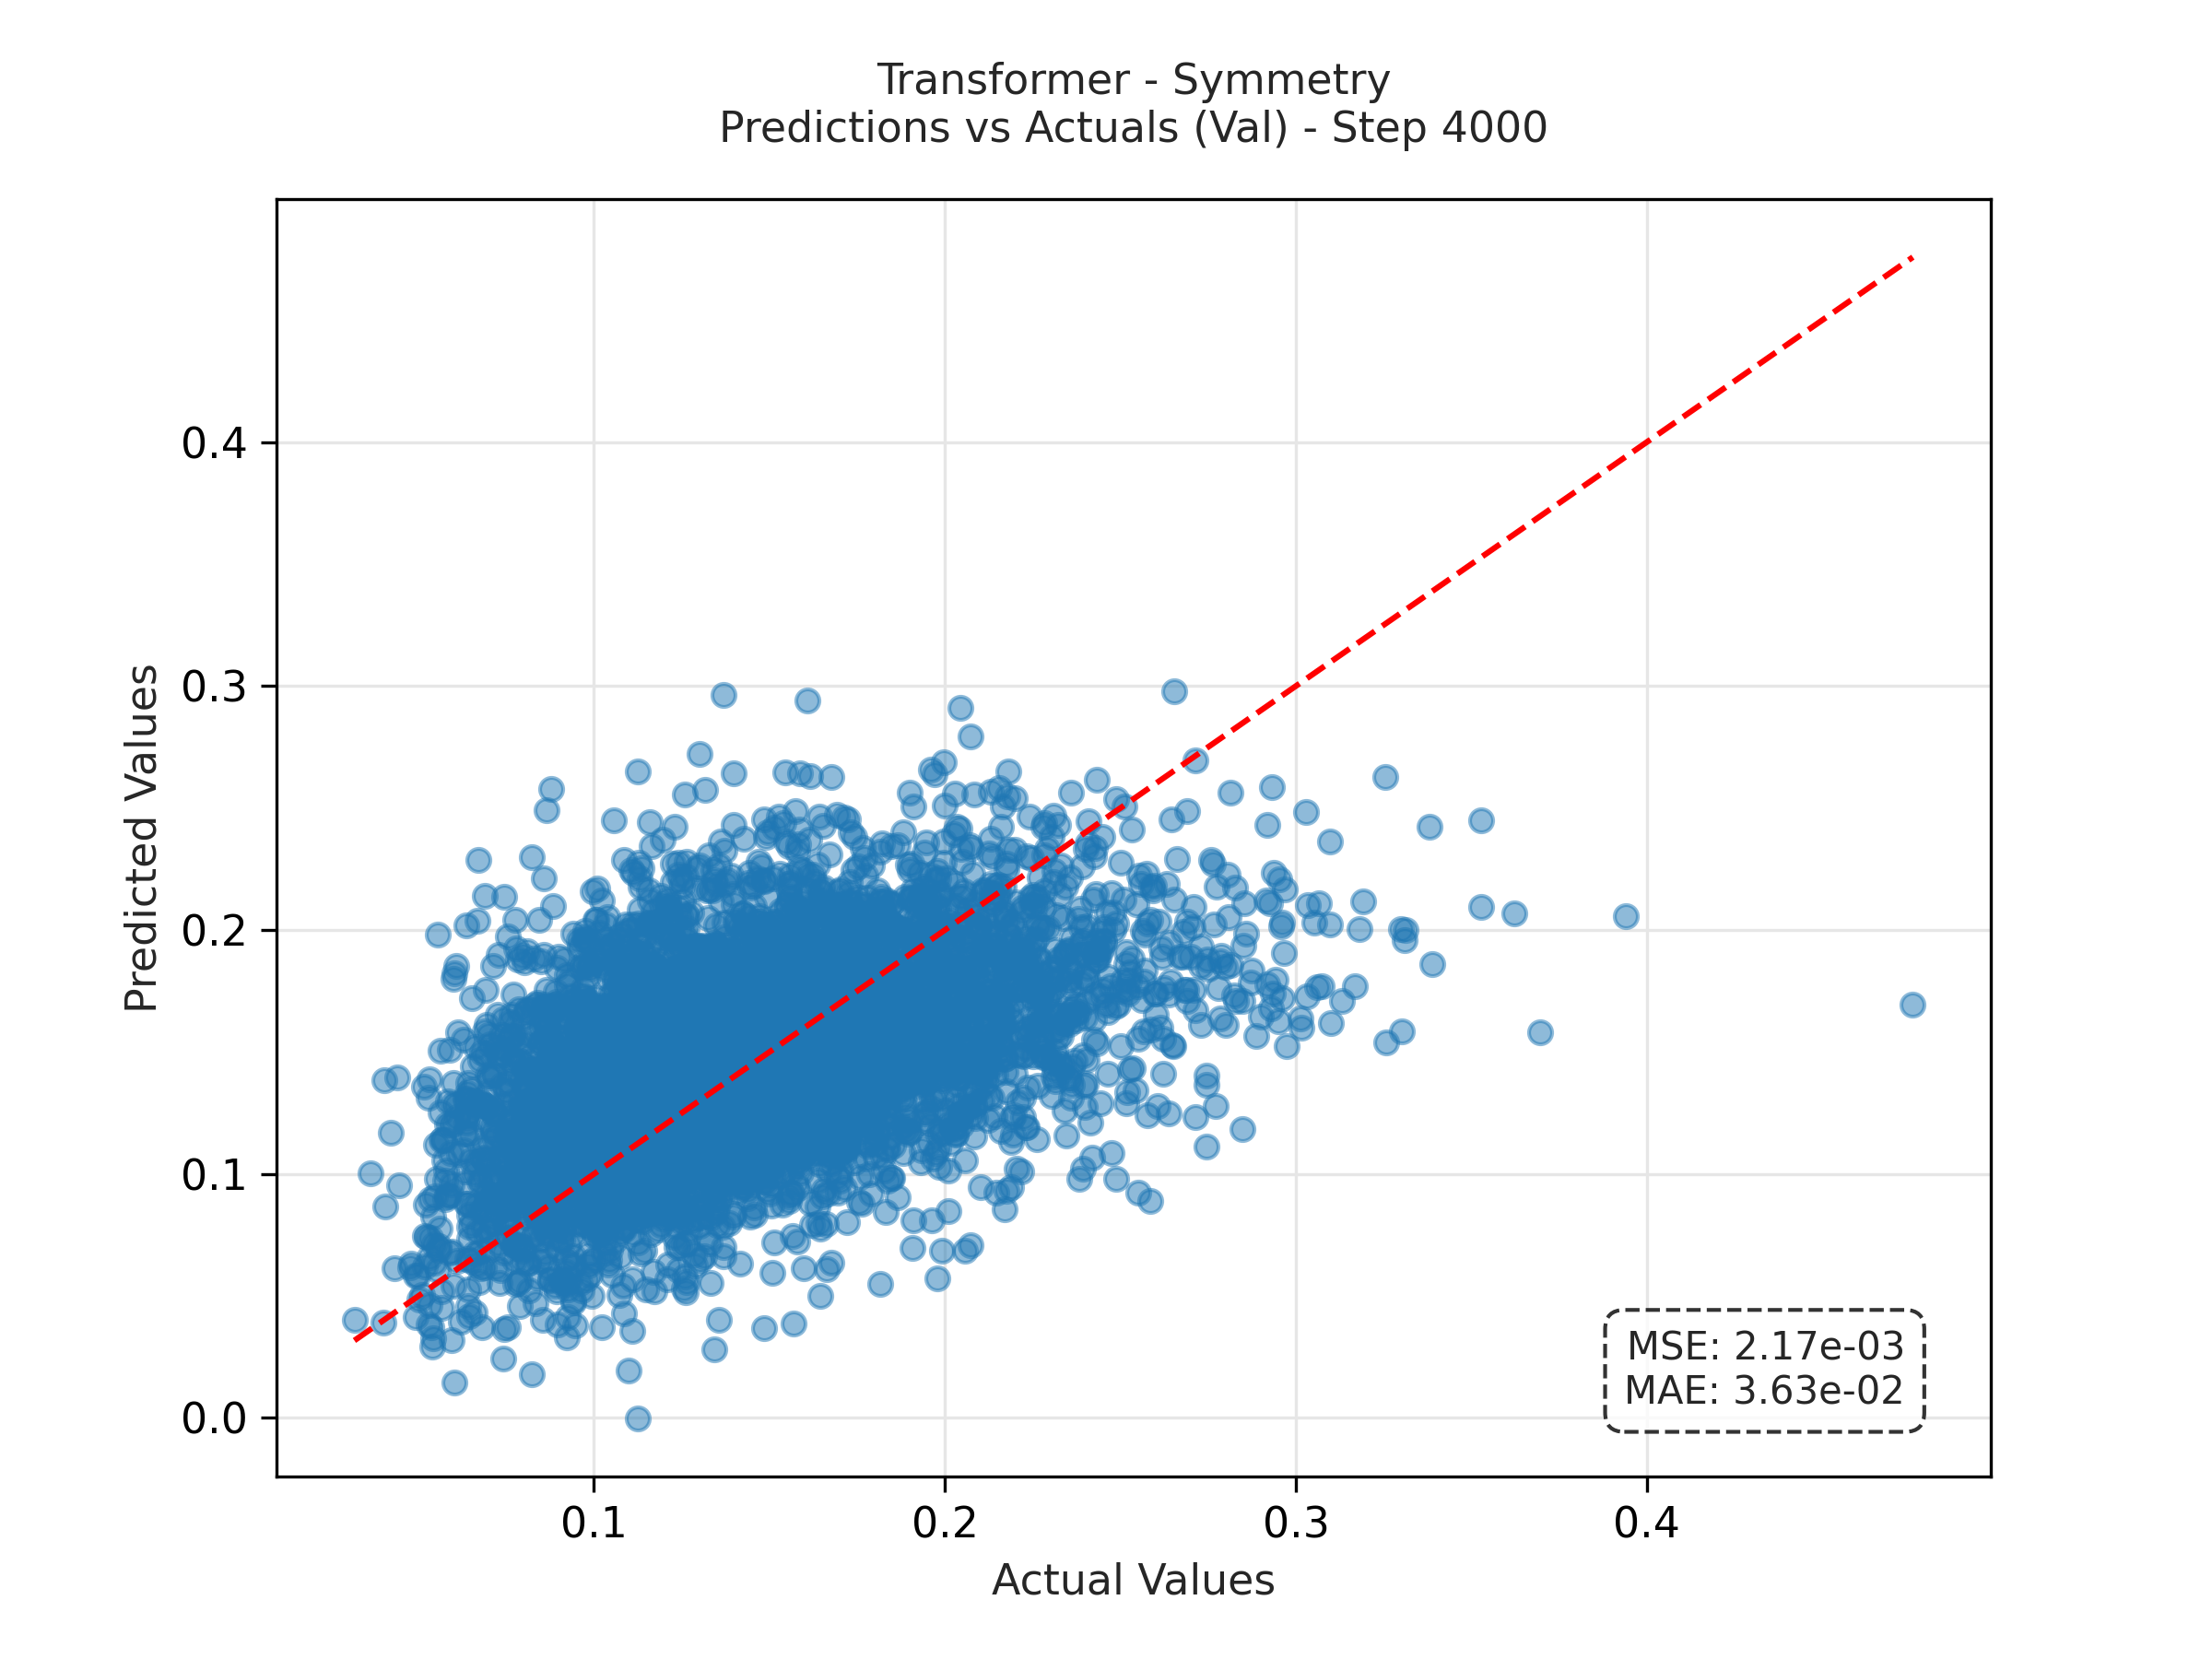 Transformer - Symmetry
Predictions vs Actuals (Val) - Step 4000
Predicted Values
0.4
0.3
0.2
0.1
0.0
MSE: 2.17e-03
MAE: 3.63e-02
0.1
0.2
0.3
0.4
Actual Values